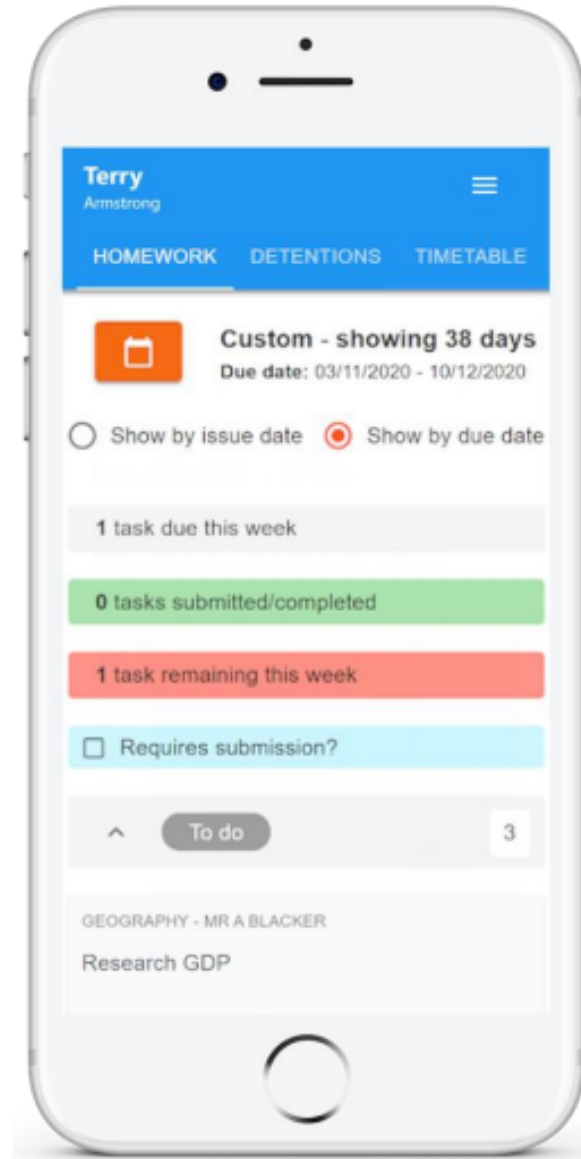 Terry
Armstrong
HOMEWORK DETENTIONS TIMETABLE
Custom - showing 38 days
Due date: 03/11/2020 - 10/12/2020
Show by issue date Show by due date
1 task due this week
0 tasks submitted/completed
1 task remaining this week
Requires submission?
To do 3
GEOGRAPHY - MR A BLACKER
Research GDP